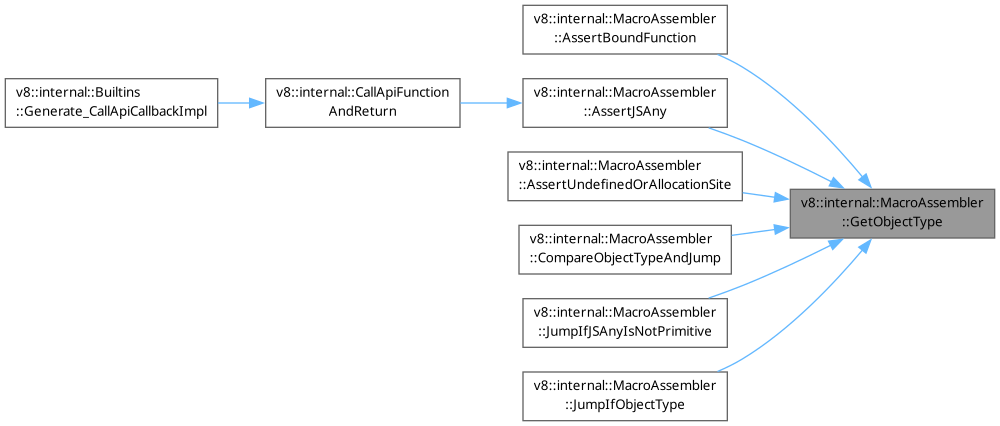 v8::internal::MacroAssembler
::AssertBoundFunction
v8::internal::Builtins
::Generate_CallApiCallbackImpl
v8::internal::CallApiFunction
AndReturn
v8::internal::MacroAssembler
::AssertJSAny
v8::internal::MacroAssembler
::AssertUndefinedOrAllocationSite
v8::internal::MacroAssembler
::GetObjectType
v8::internal::MacroAssembler
::CompareObjectTypeAndJump
v8::internal::MacroAssembler
::JumpIfJSAnyIsNotPrimitive
v8::internal::MacroAssembler
::JumpIfObjectType